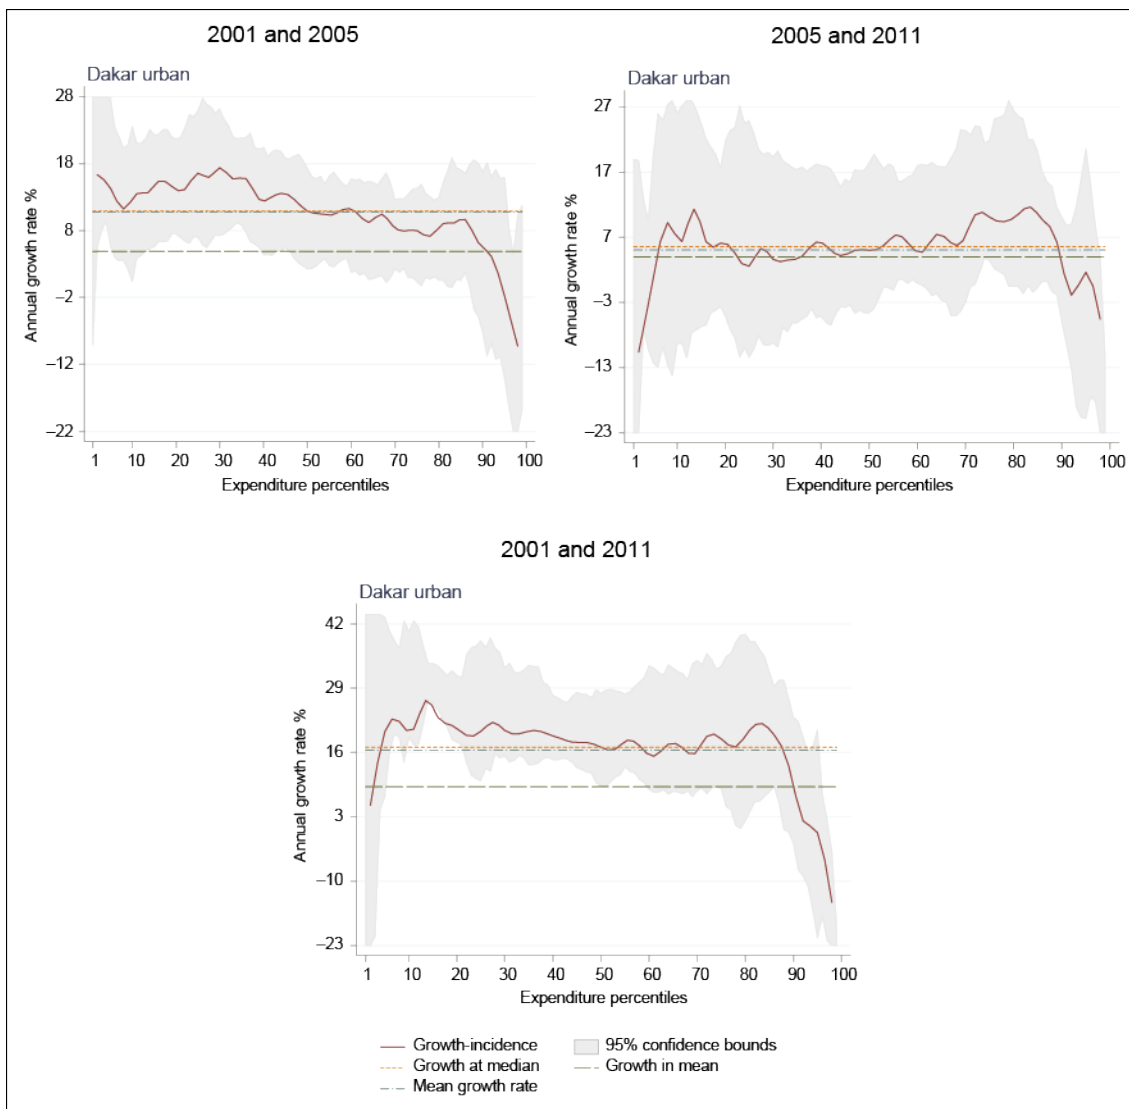 2001 and 2005
Dakar urban
Annual growth rate %
28
18
8
–2
–12
–22
1 10 20 30 40 50 60 70 80 90 100
Expenditure percentiles
2005 and 2011
Dakar urban
Annual growth rate %
27
17
7
–3
–13
–23
1 10 20 30 40 50 60 70 80 90 100
Expenditure percentiles
2001 and 2011
Dakar urban
Annual growth rate %
42
29
16
3
–10
–23
1 10 20 30 40 50 60 70 80 90 100
Expenditure percentiles
Growth-incidence
95% confidence bounds
Growth at median
Growth in mean
Mean growth rate